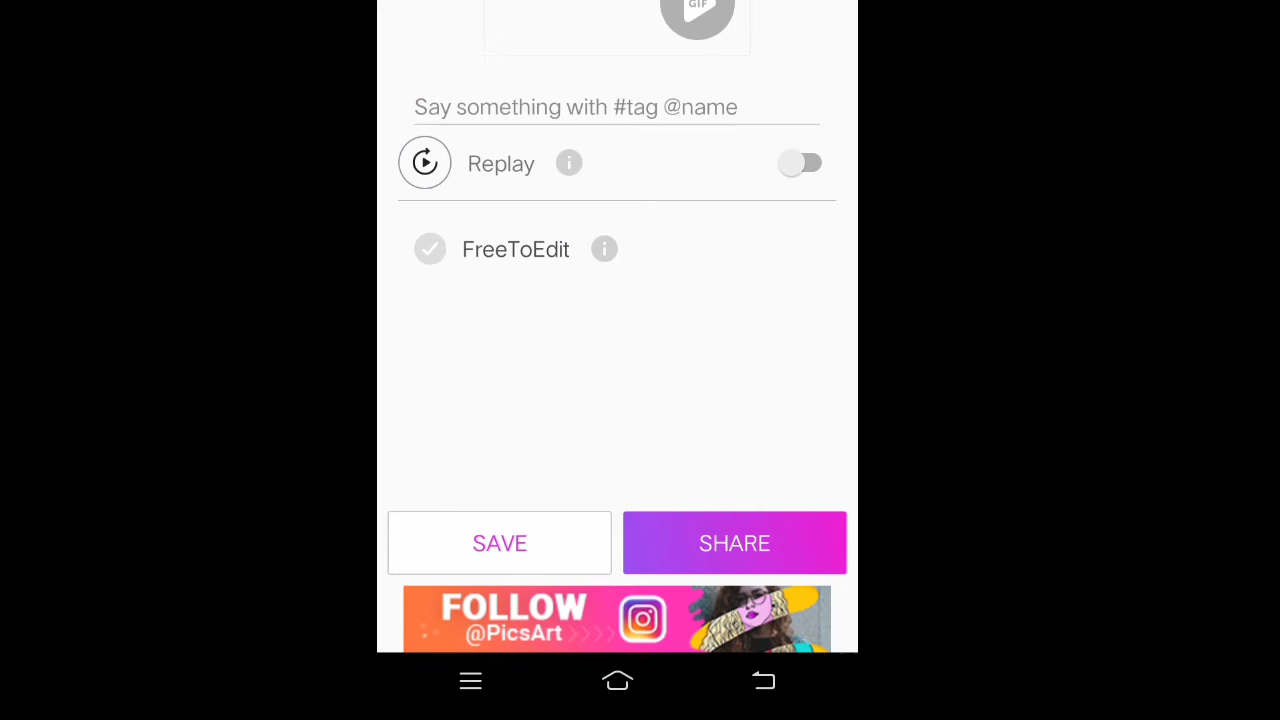 GIF
Say something with #tag @name
Replay
FreeToEdit
SAVE
SHARE
FOLLOW
@PicsArt